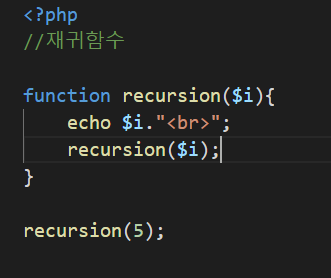 <?php
//재귀함수
function recursion($i){
echo $i."<br>";
recursion($i);
}
recursion(5);